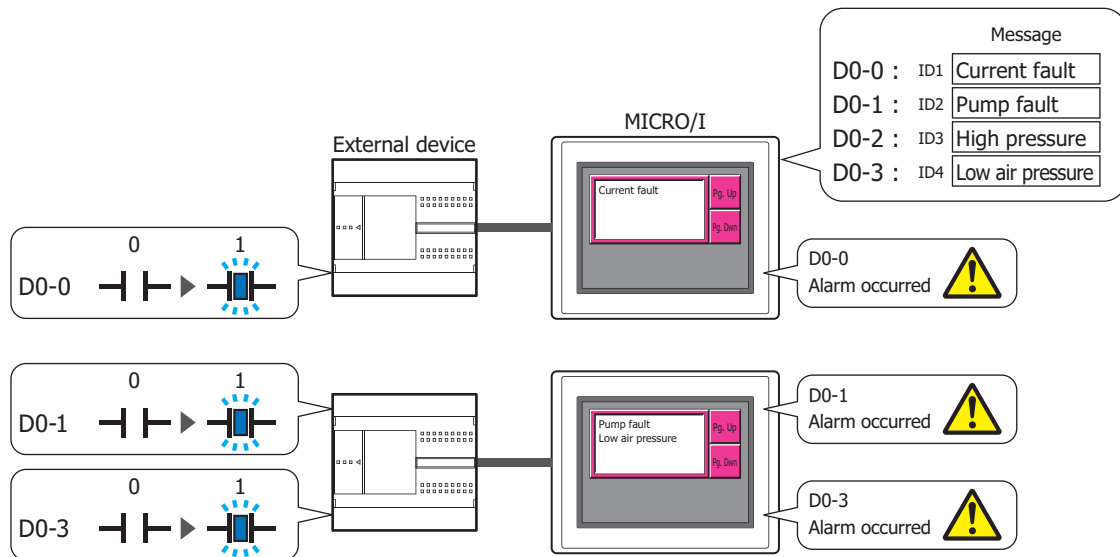 Message
D0-0 : ID1 Current fault
D0-1 : ID2 Pump fault
D0-2 : ID3 High pressure
D0-3 : ID4 Low air pressure
MICRO/I
External device
Current fault
Pg. Up
Pg. Dwn
0 1
D0-0
D0-0
Alarm occurred
0 1
D0-1
Pump fault
Low air pressure
Pg. Up
Pg. Dwn
D0-1
Alarm occurred
0 1
D0-3
D0-3
Alarm occurred